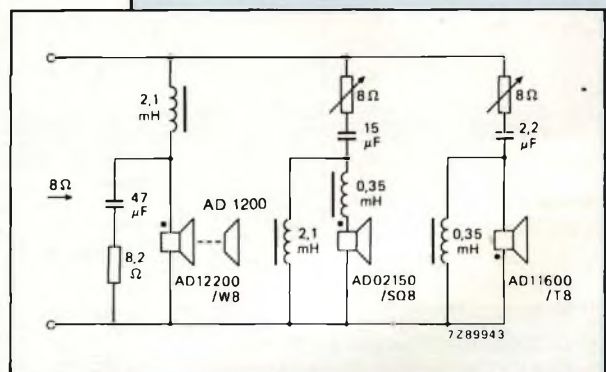 8Ω
2,1
mH
47
µF
8,2
Ω
AD 1200
AD12200
/W8
8Ω
15
µF
0,35
mH
2,1
mH
AD02150
/SQ8
8Ω
2,2
µF
0,35
mH
AD11600
/T8
7Z89943